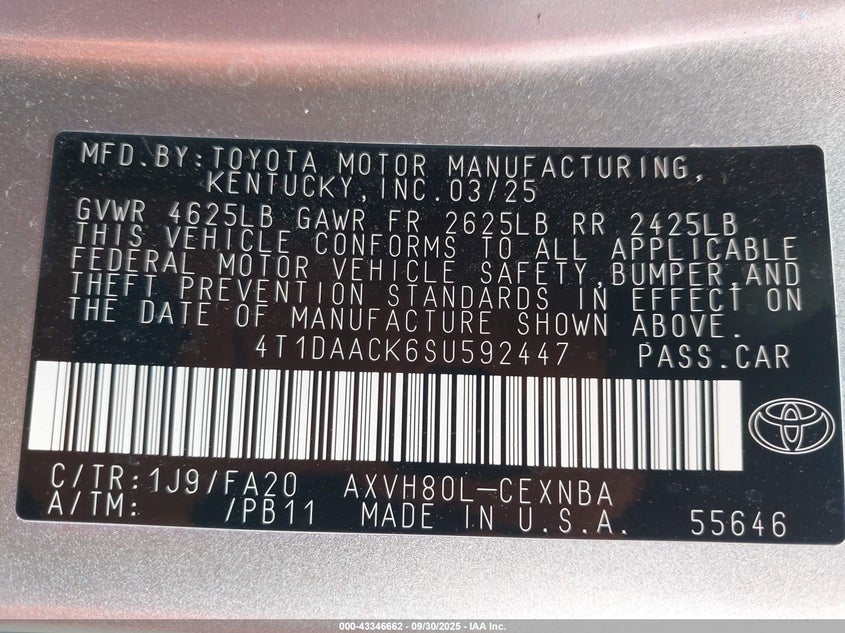 MFD.BY:TOYOTA MOTOR MANUFACTURING,
KENTUCKY,INC.03/25
GVWR 4625LB GAWR FR 2625LB RR 2425LB
THIS VEHICLE CONFORMS TO ALL APPLICABLE
FEDERAL MOTOR VEHICLE SAFETY,BUMPER,AND
THEFT PREVENTION STANDARDS IN EFFECT ON
THE DATE OF MANUFACTURE SHOWN ABOVE.
4T1DAACK6SU592447 PASS.CAR
C/TR:1J9/FA20 AXVH80L-CEXNBA
A/TM: /PB11 MADE IN U.S.A. 55646
000-43346662 - 09/30/2025 - IAA Inc.